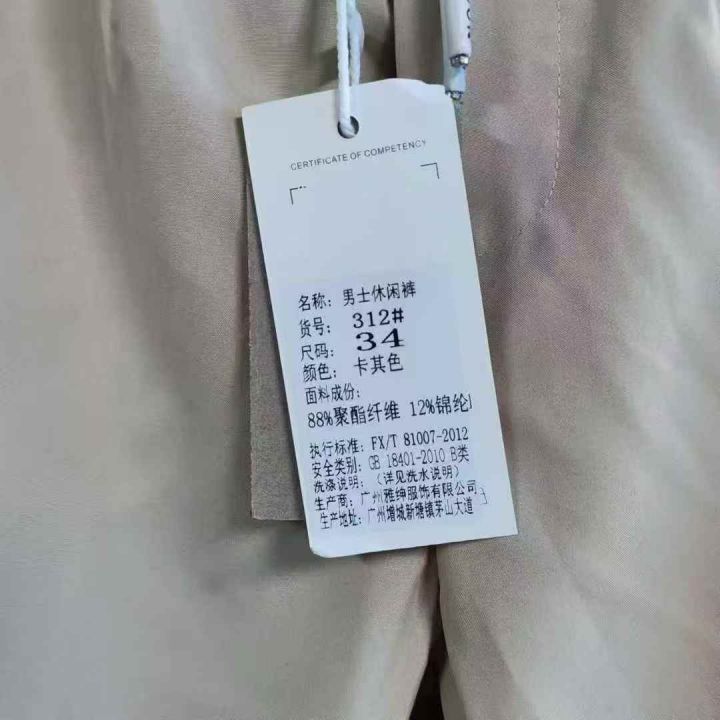 CERTIFICATE OF COMPETENCY
名称: 男士休闲裤
货号: 312#
尺码: 34
颜色: 卡其色
面料成份:
88%聚酯纤维 12%锦纶
执行标准: FX/T 81007-2012
安全类别: GB 18401-2010 B类
洗涤说明: (详见洗水说明)
生产商: 广州雅绅服饰有限公司
生产地址: 广州增城新塘镇茅山大道